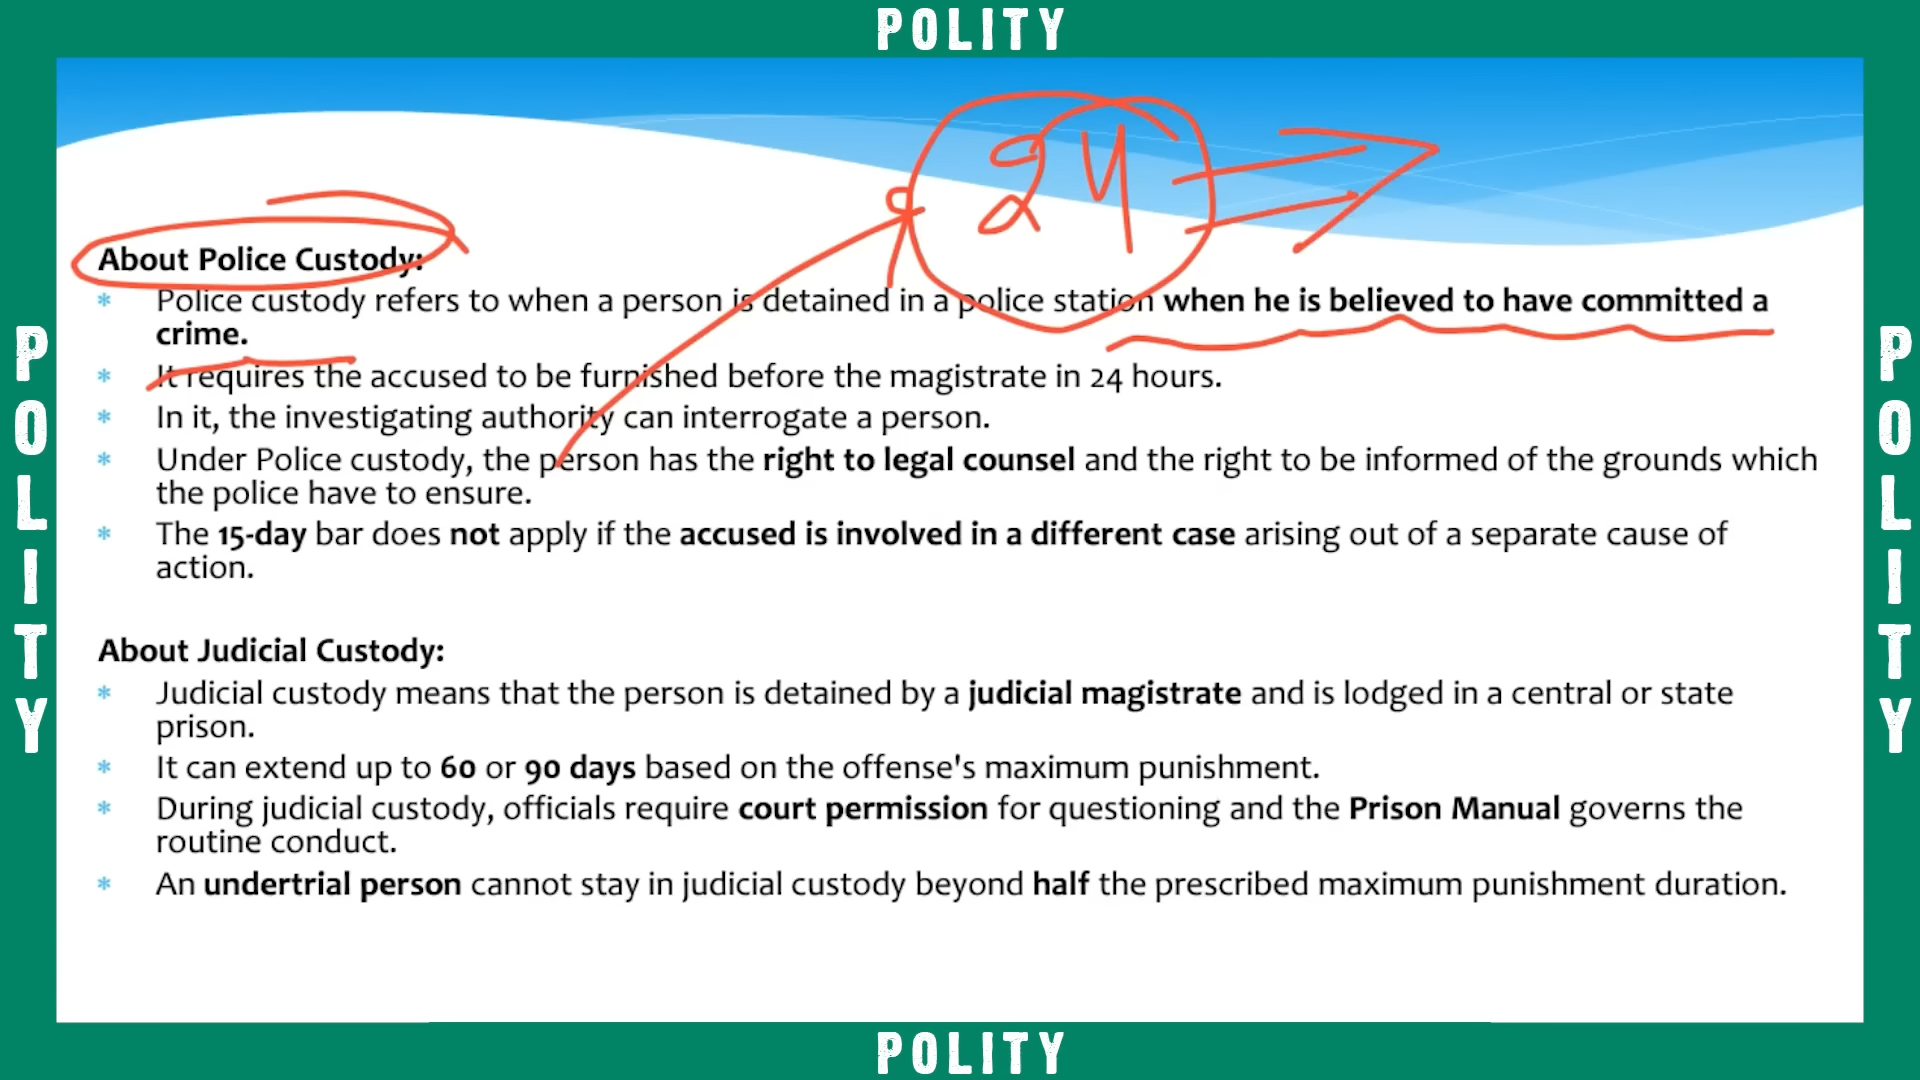 POLITY
24
About Police Custody:
* Police custody refers to when a person is detained in a police station when he is believed to have committed a
crime.
* It requires the accused to be furnished before the magistrate in 24 hours.
* In it, the investigating authority can interrogate a person.
* Under Police custody, the person has the right to legal counsel and the right to be informed of the grounds which
the police have to ensure.
* The 15-day bar does not apply if the accused is involved in a different case arising out of a separate cause of
action.
About Judicial Custody:
* Judicial custody means that the person is detained by a judicial magistrate and is lodged in a central or state
prison.
* It can extend up to 60 or 90 days based on the offense's maximum punishment.
* During judicial custody, officials require court permission for questioning and the Prison Manual governs the
routine conduct.
* An undertrial person cannot stay in judicial custody beyond half the prescribed maximum punishment duration.
POLITY
POLITY
POLITY